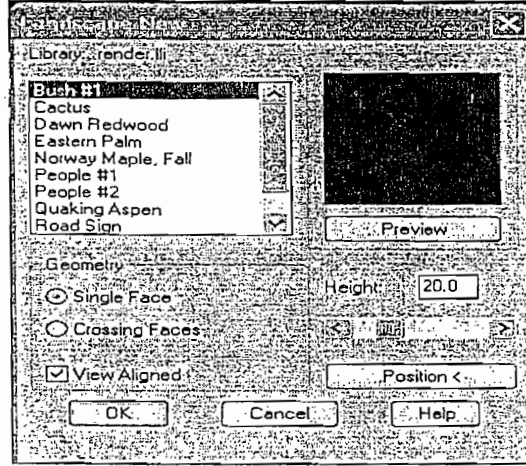 Landscape New
Library: render.lli
Bush #1
Cactus
Dawn Redwood
Eastern Palm
Norway Maple, Fall
People #1
People #2
Quaking Aspen
Road Sign
Preview
Geometry
Single Face
Crossing Faces
View Aligned
Height: 20.0
Position <
OK
Cancel
Help